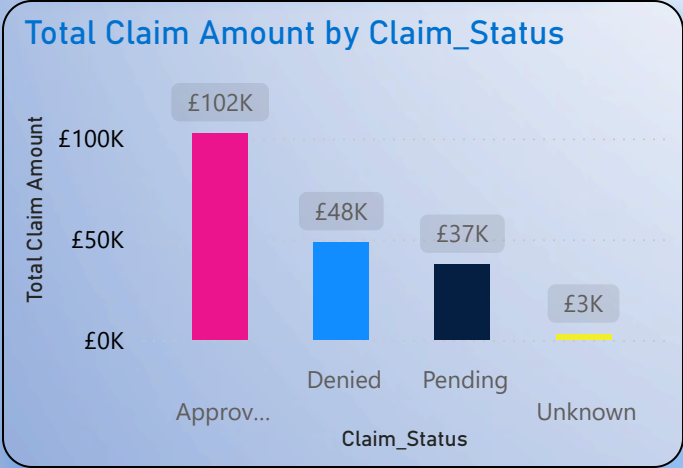 Total Claim Amount by Claim_Status
Total Claim Amount
£100K
£50K
£0K
£102K
£48K
£37K
£3K
Denied
Pending
Approv...
Unknown
Claim_Status